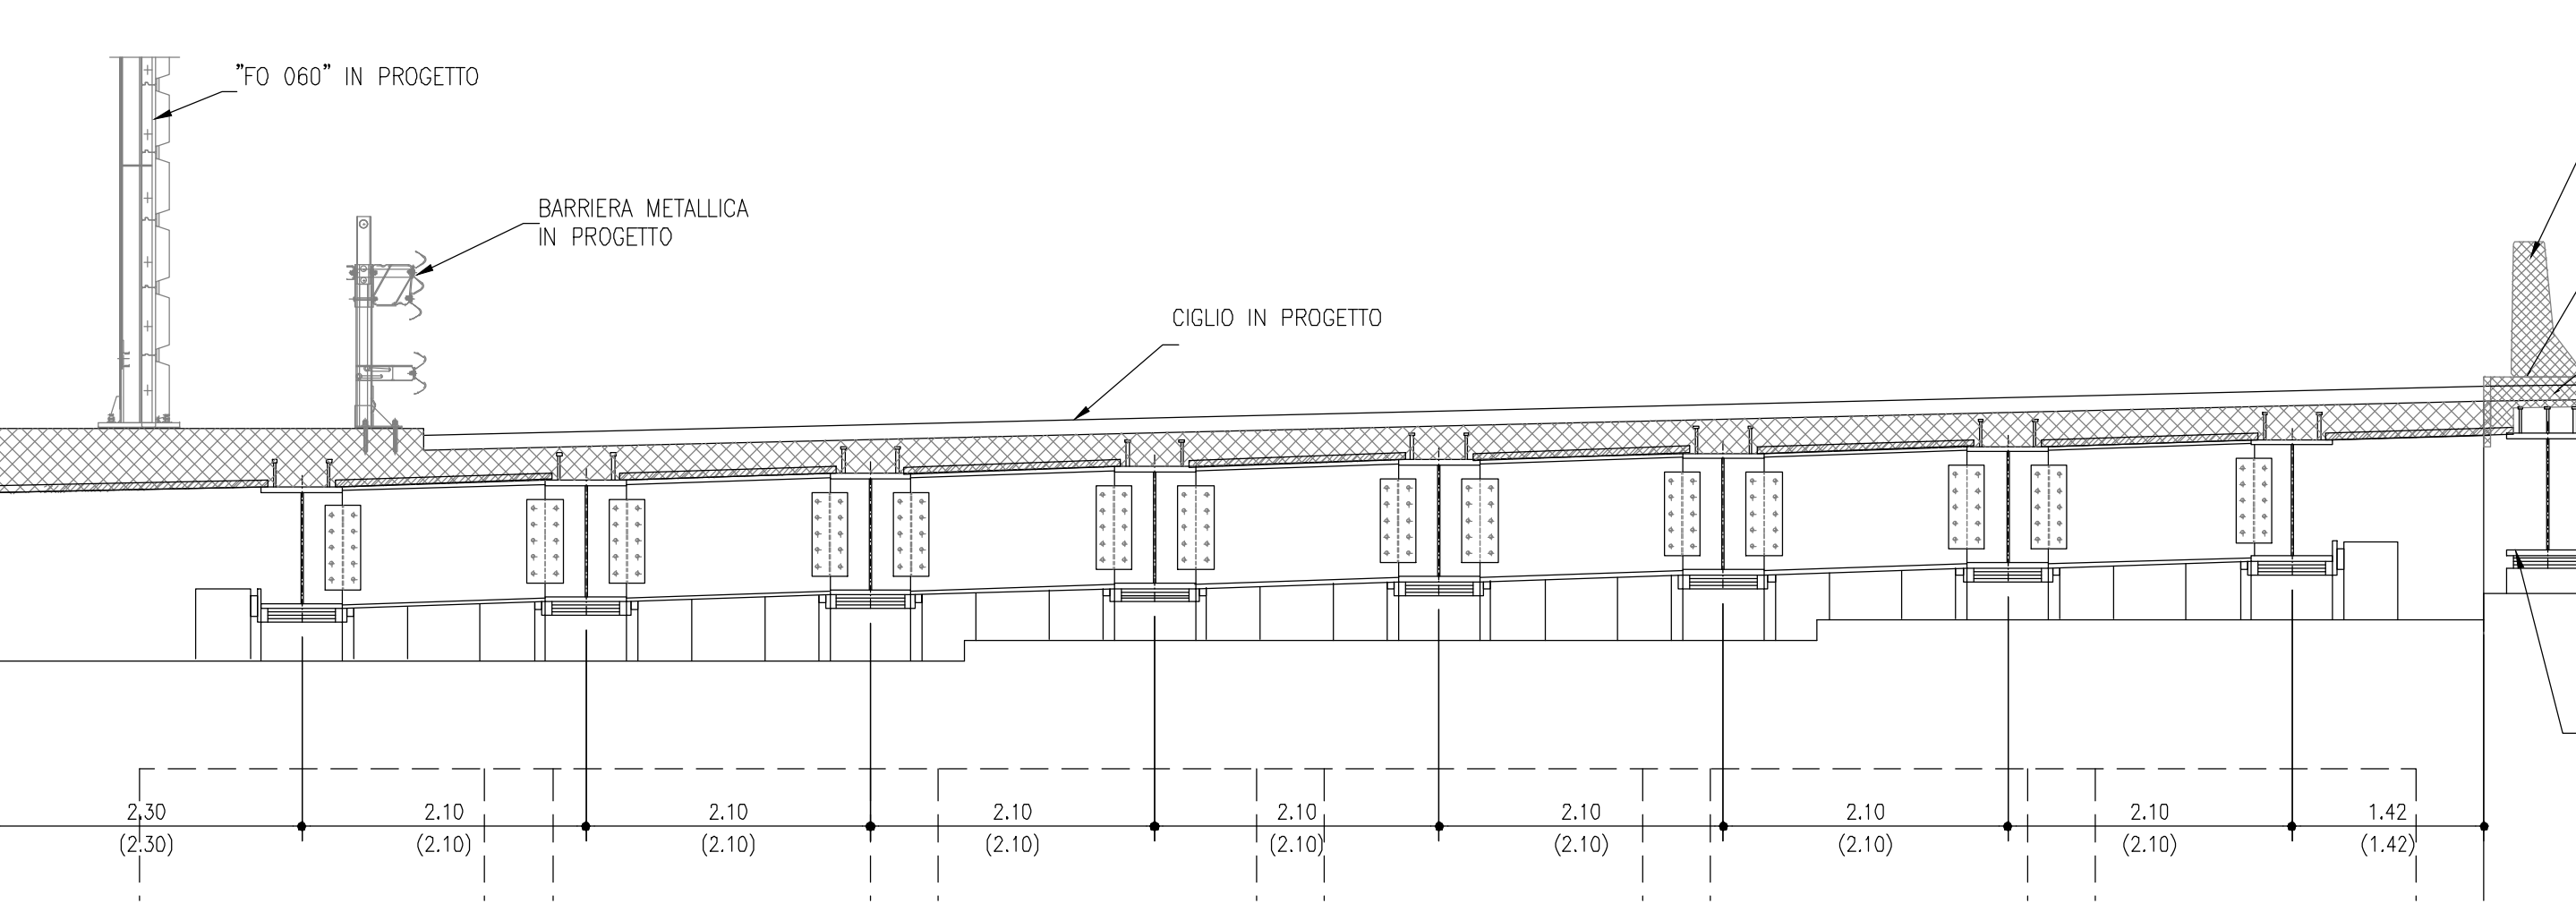 "FO 060" IN PROGETTO
BARRIERA METALLICA
IN PROGETTO
CIGLIO IN PROGETTO
2.30 2.10 2.10 2.10 2.10 2.10 2.10 2.10 1.42
(2.30) (2.10) (2.10) (2.10) (2.10) (2.10) (2.10) (2.10) (1.42)